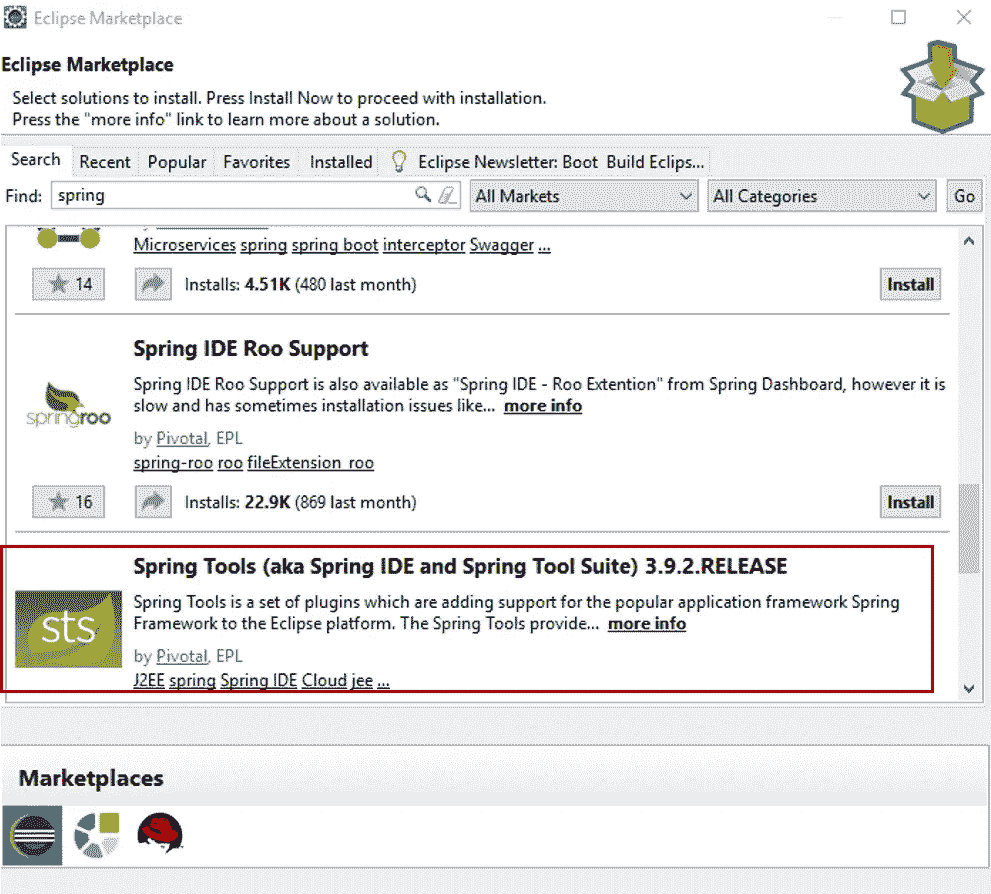 Eclipse Marketplace
Eclipse Marketplace
Select solutions to install. Press Install Now to proceed with installation.
Press the "more info" link to learn more about a solution.
Search Recent Popular Favorites Installed Eclipse Newsletter: Boot Build Eclips...
Find: spring All Markets All Categories Go
Microservices spring spring boot interceptor Swagger ...
14 Installs: 4.51K (480 last month) Install
Spring IDE Roo Support
Spring IDE Roo Support is also available as "Spring IDE - Roo Extention" from Spring Dashboard, however it is
slow and has sometimes installation issues like... more info
springroo
by Pivotal, EPL
spring-roo roo fileExtension_roo
16 Installs: 22.9K (869 last month) Install
Spring Tools (aka Spring IDE and Spring Tool Suite) 3.9.2.RELEASE
Spring Tools is a set of plugins which are adding support for the popular application framework Spring
Framework to the Eclipse platform. The Spring Tools provide... more info
sts
by Pivotal, EPL
J2EE spring Spring IDE Cloud jee ...
Marketplaces